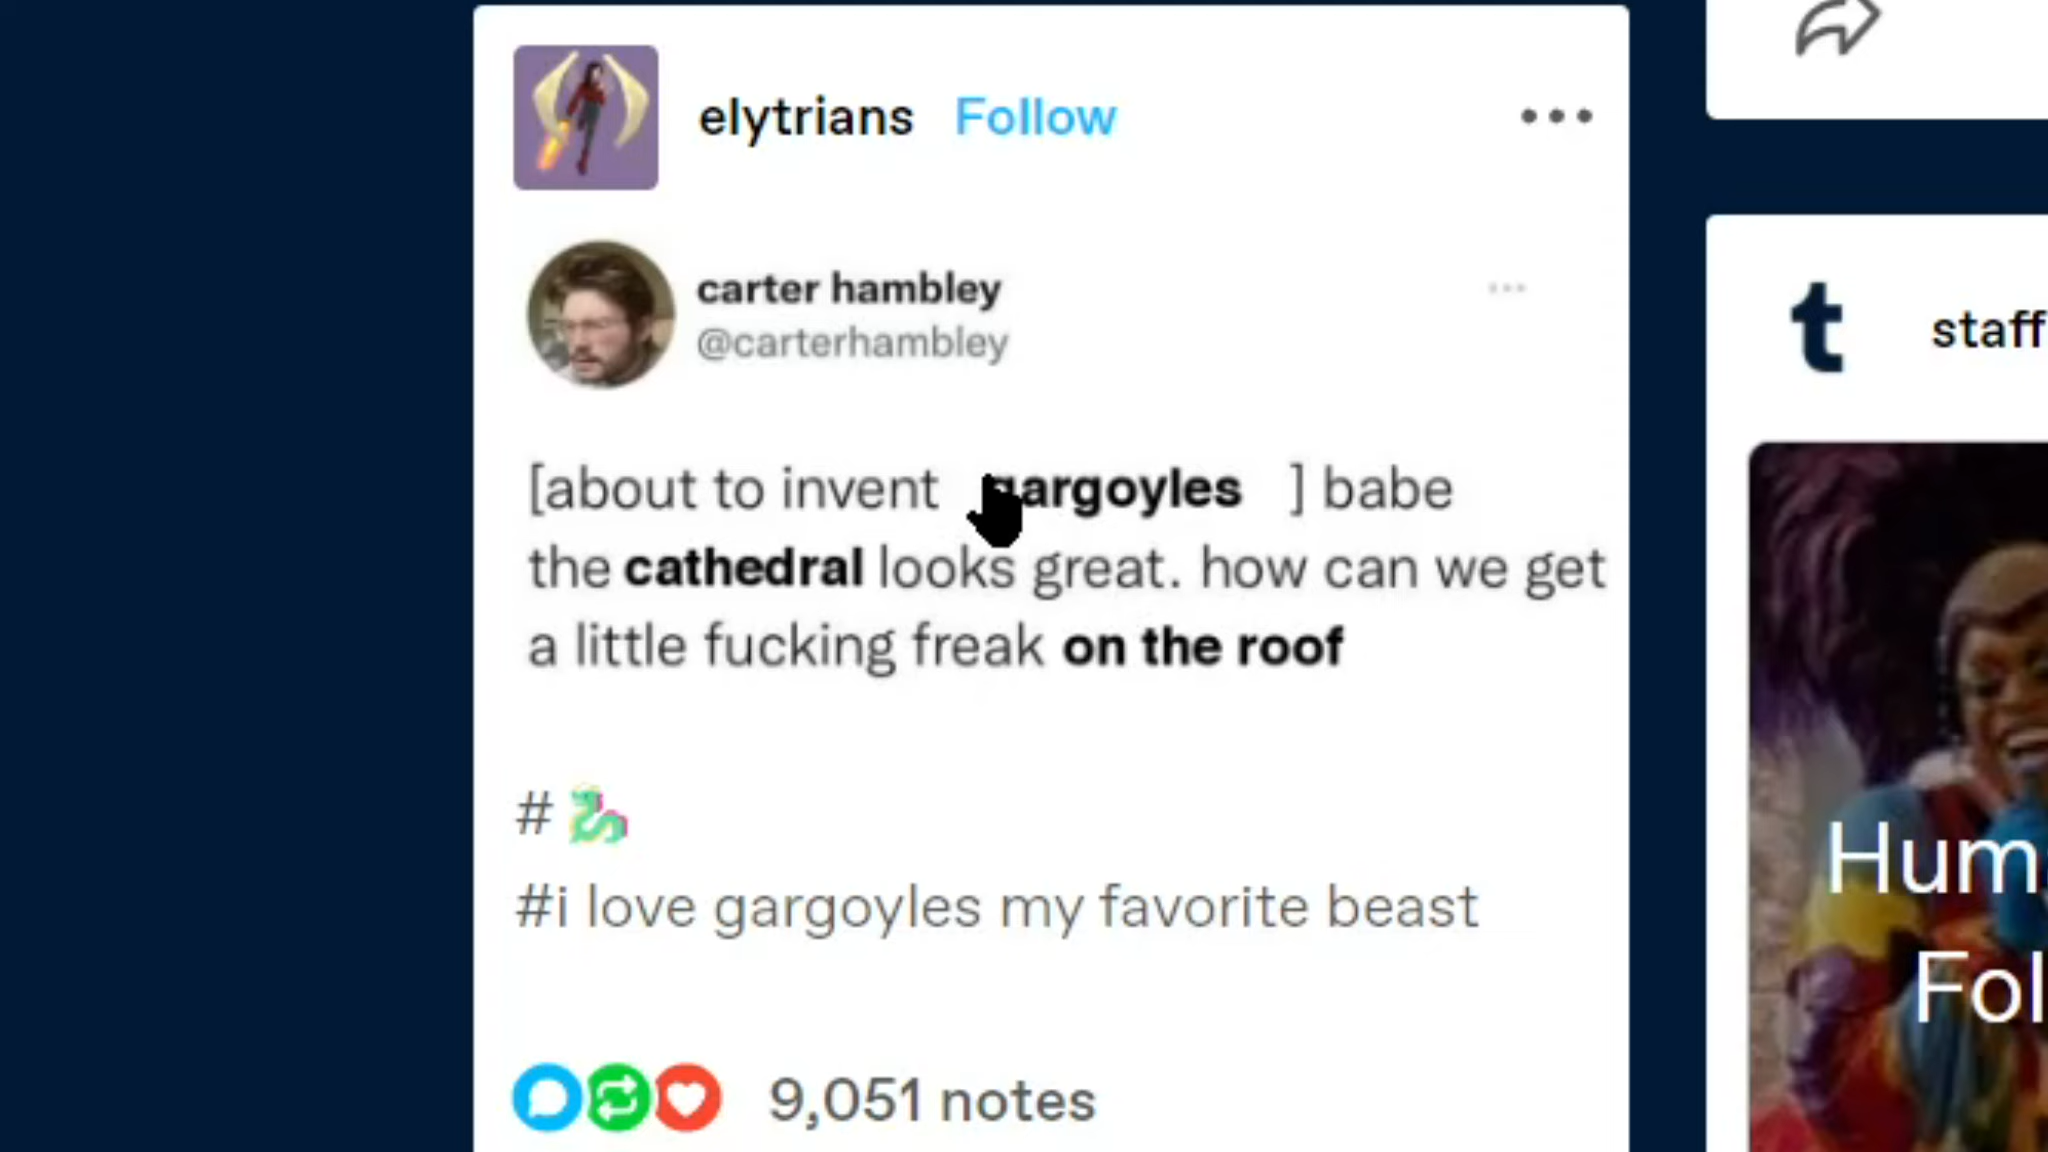 elytrians Follow
carter hambley
@carterhambley
[about to invent gargoyles ] babe
the cathedral looks great. how can we get
a little fucking freak on the roof
#🐉
#i love gargoyles my favorite beast
9,051 notes
t staff
Hum
Fol